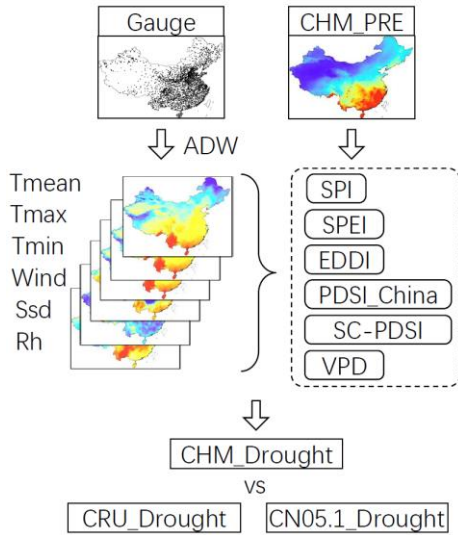 Gauge
CHM_PRE
ADW
Tmean
Tmax
Tmin
Wind
Ssd
Rh
SPI
SPEI
EDDI
PDSI_China
SC-PDSI
VPD
CHM_Drought
vs
CRU_Drought
CN05.1_Drought